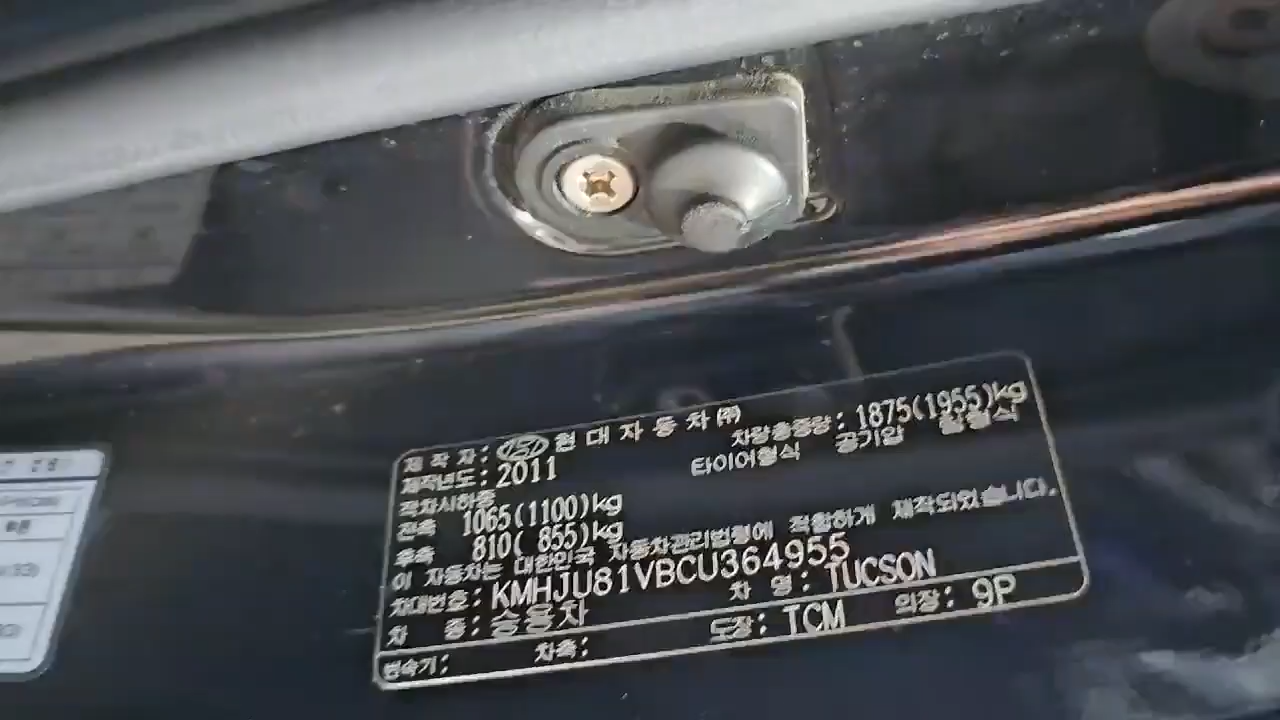 제 작 자: 현 대 자 동 차 ㈜
제작년도: 2011 차량총중량: 1875(1955)kg
적차시하중 타이어형식 공기압 림형식
전축 1065(1100)kg
후축 810( 855)kg
이 자동차는 대한민국 자동차관리법령에 적합하게 제작되었습니다.
차대번호: KMHJU81VBCU364955
차 종: 승용차 차 명: TUCSON
변속기: 차축: 도장: TCM 의장: 9P